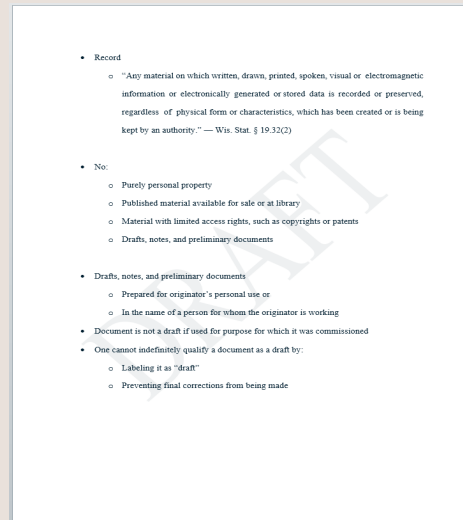 • Record
o "Any material on which written, drawn, printed, spoken, visual or electromagnetic
information or electronically generated or stored data is recorded or preserved,
regardless of physical form or characteristics, which has been created or is being
kept by an authority." — Wis. Stat. § 19.32(2)
• No:
o Purely personal property
o Published material available for sale or at library
o Material with limited access rights, such as copyrights or patents
o Drafts, notes, and preliminary documents
• Drafts, notes, and preliminary documents
o Prepared for originator's personal use or
o In the name of a person for whom the originator is working
• Document is not a draft if used for purpose for which it was commissioned
• One cannot indefinitely qualify a document as a draft by:
o Labeling it as "draft"
o Preventing final corrections from being made
DRAFT